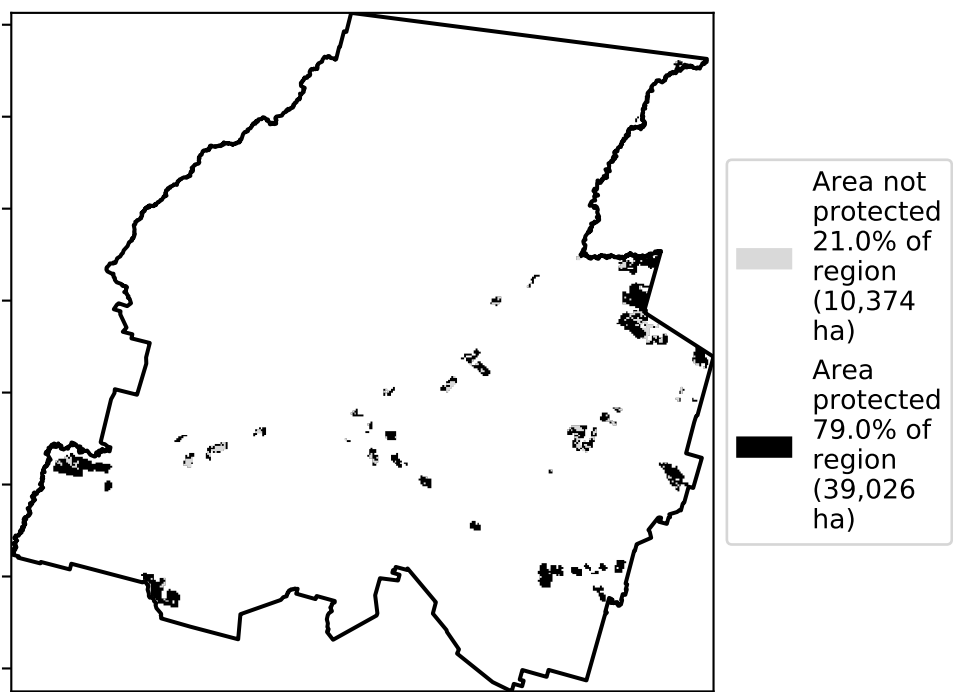 Area not
protected
21.0% of
region
(10,374
ha)
Area
protected
79.0% of
region
(39,026
ha)